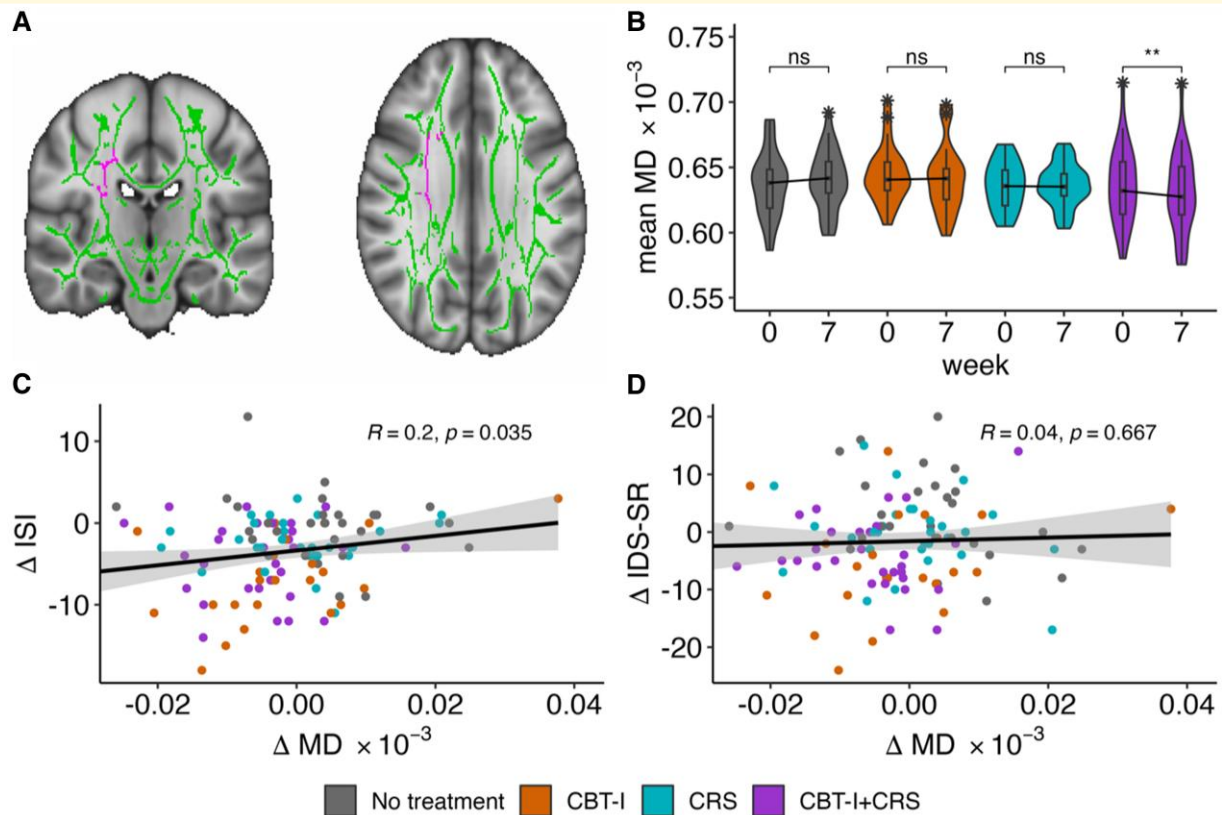 A
B
0.75
0.70
0.65
0.60
0.55
mean MD × 10⁻³
ns
ns
ns
**
0 7 0 7 0 7 0 7
week
C
10
0
-10
Δ ISI
R = 0.2, p = 0.035
-0.02 0.00 0.02 0.04
Δ MD × 10⁻³
D
20
10
0
-10
-20
Δ IDS-SR
R = 0.04, p = 0.667
-0.02 0.00 0.02 0.04
Δ MD × 10⁻³
No treatment CBT-I CRS CBT-I+CRS